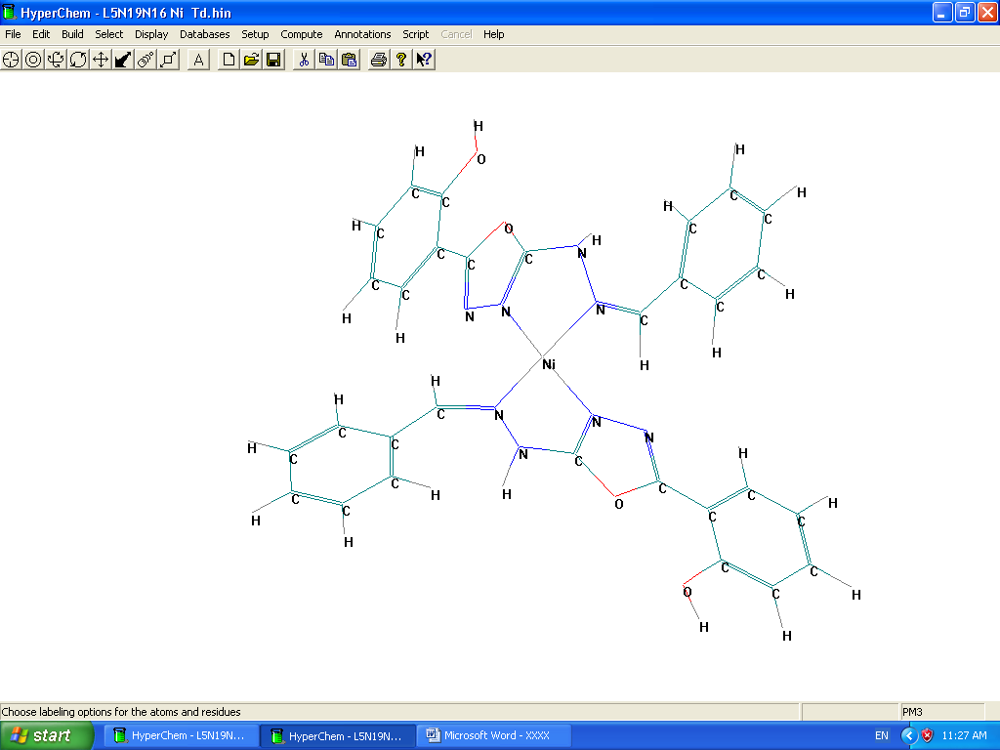 HyperChem - L5N19N16 Ni  Td.hin
File Edit Build Select Display Databases Setup Compute Annotations Script Cancel Help
A
H
H O H
C C H C H
H C O C H N C C
C C C N C H
C C N N N C C
H H C H H
Ni
H H
H C C N N N H
H C C C N C C H
C C H H O C C
H C C C H
H O C
H H
Choose labeling options for the atoms and residues PM3
start HyperChem - L5N19N... HyperChem - L5N19N... Microsoft Word - XXXX EN 11:27 AM